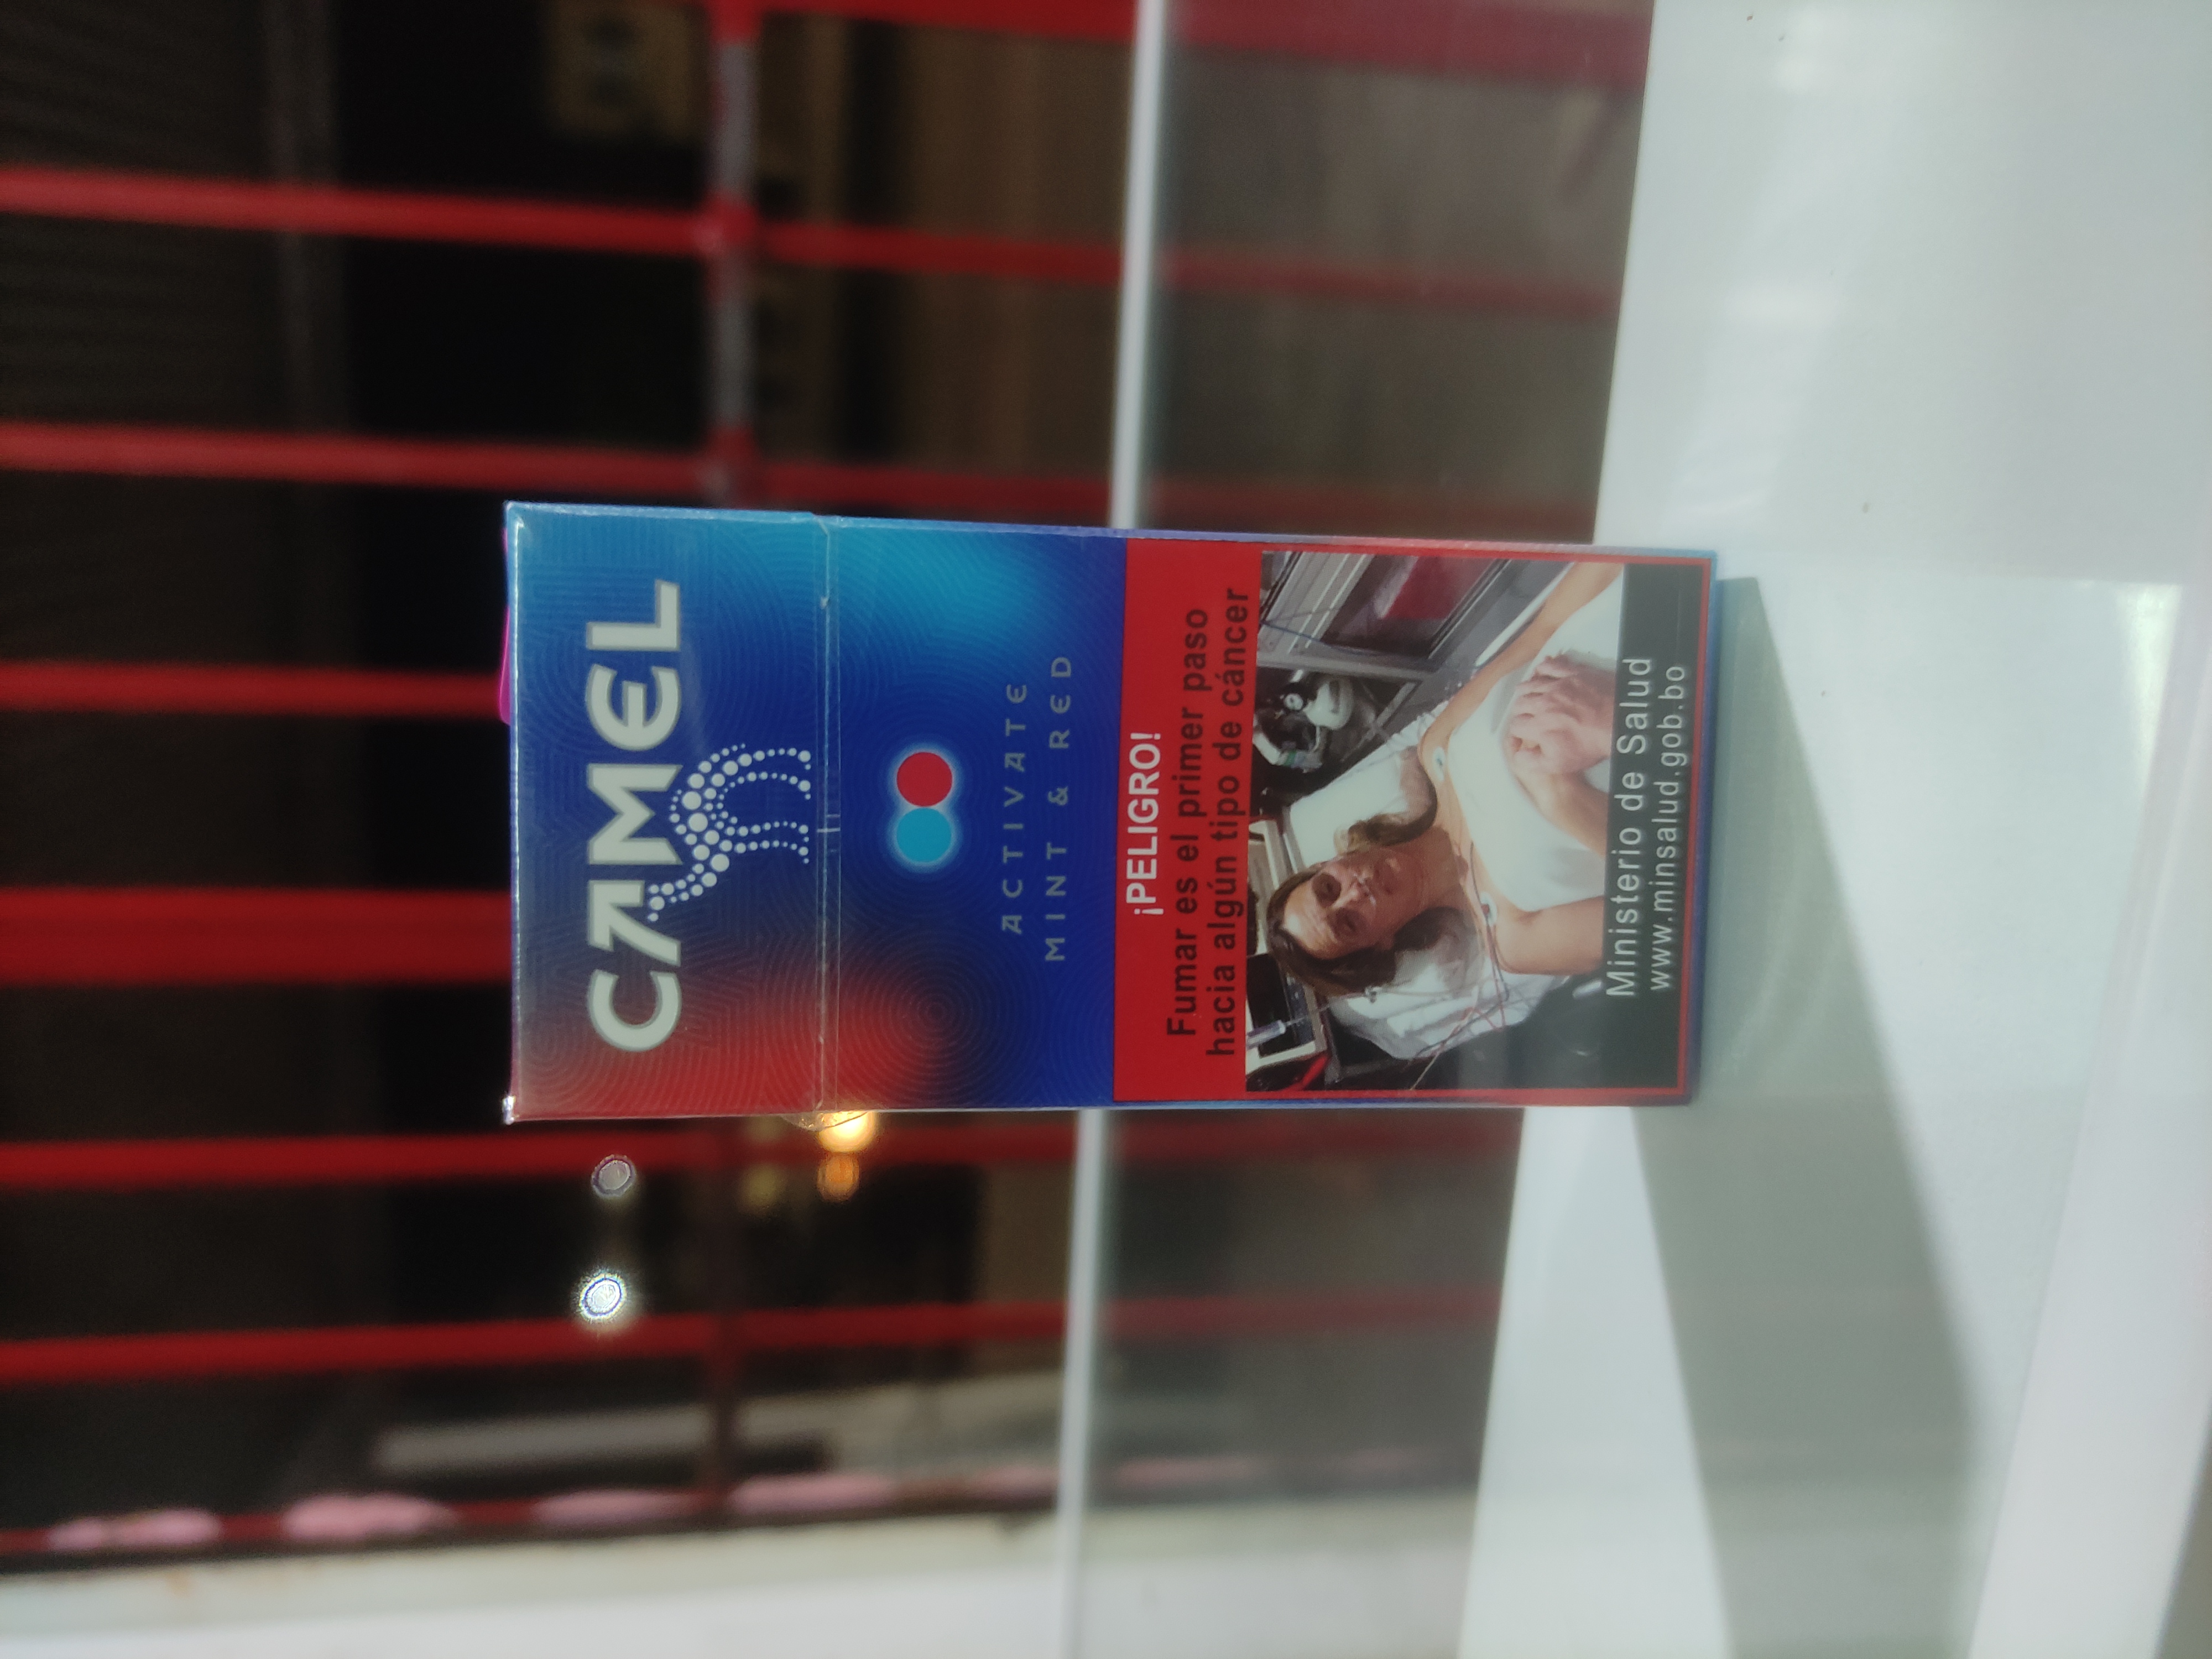 CAMEL
ACTIVATE
MINT & RED
¡PELIGRO!
Fumar es el primer paso
hacia algún tipo de cáncer
Ministerio de Salud
www.minsalud.gob.bo